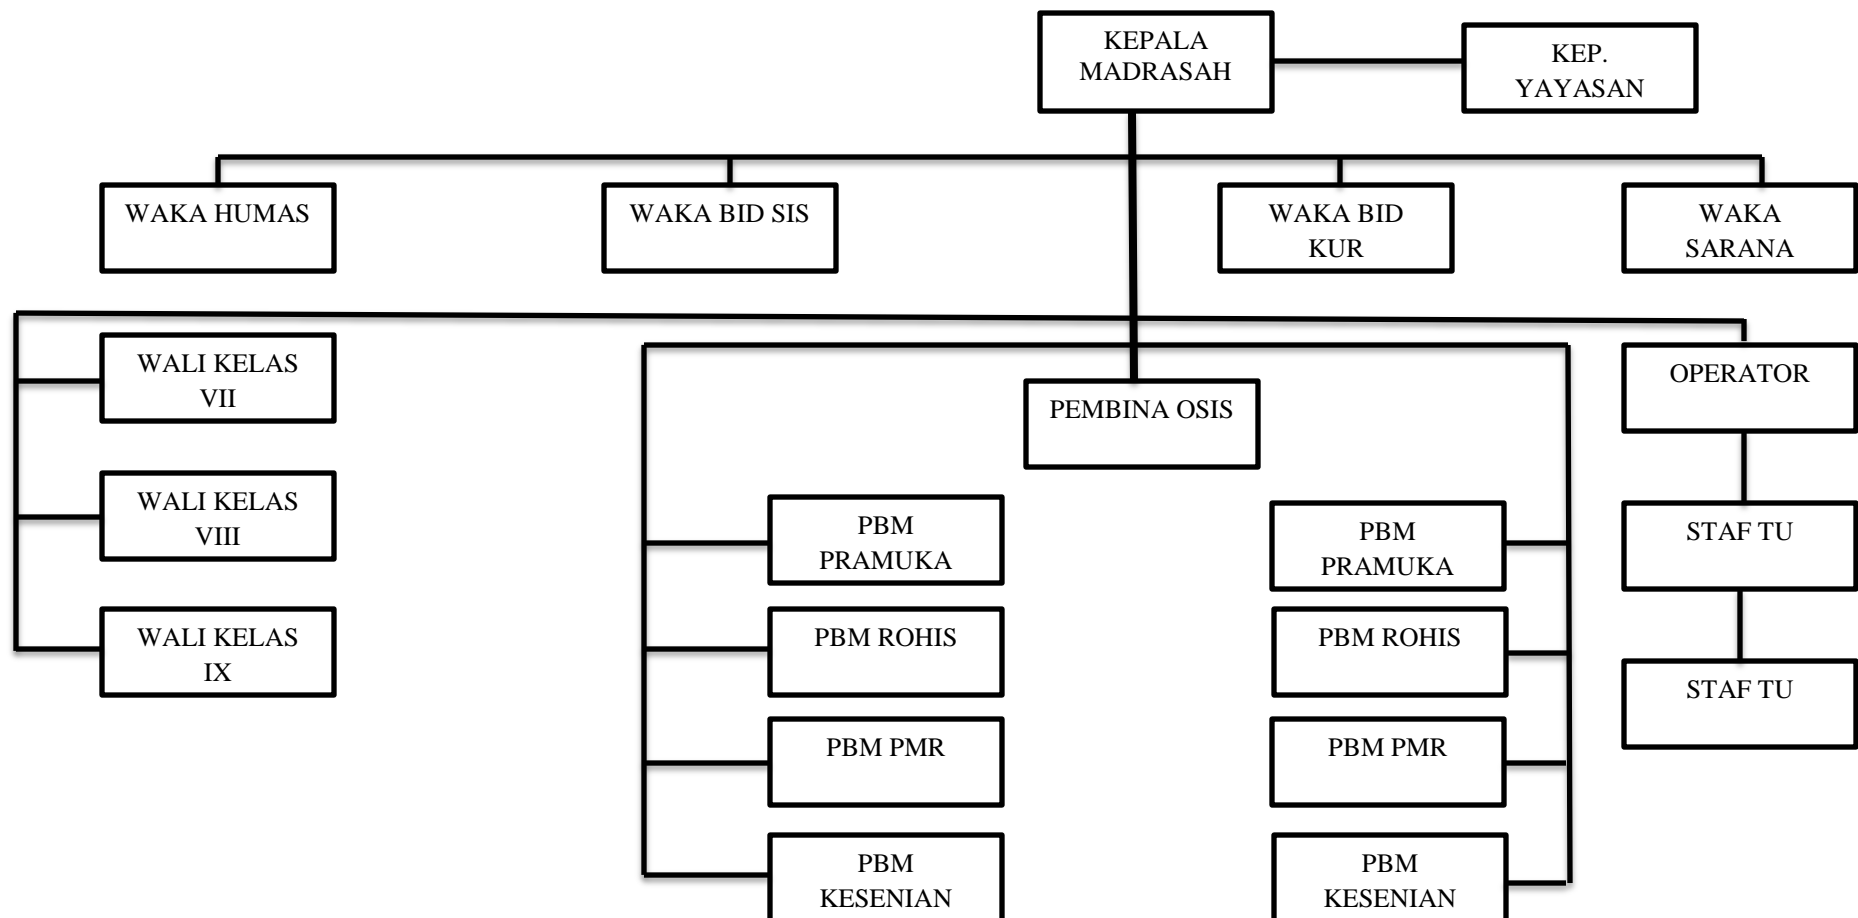 KEPALA
MADRASAH
KEP.
YAYASAN
WAKA HUMAS
WAKA BID SIS
WAKA BID
KUR
WAKA
SARANA
WALI KELAS
VII
OPERATOR
PEMBINA OSIS
WALI KELAS
VIII
PBM
PRAMUKA
PBM
PRAMUKA
STAF TU
WALI KELAS
IX
PBM ROHIS
PBM ROHIS
STAF TU
PBM PMR
PBM PMR
PBM
KESENIAN
PBM
KESENIAN